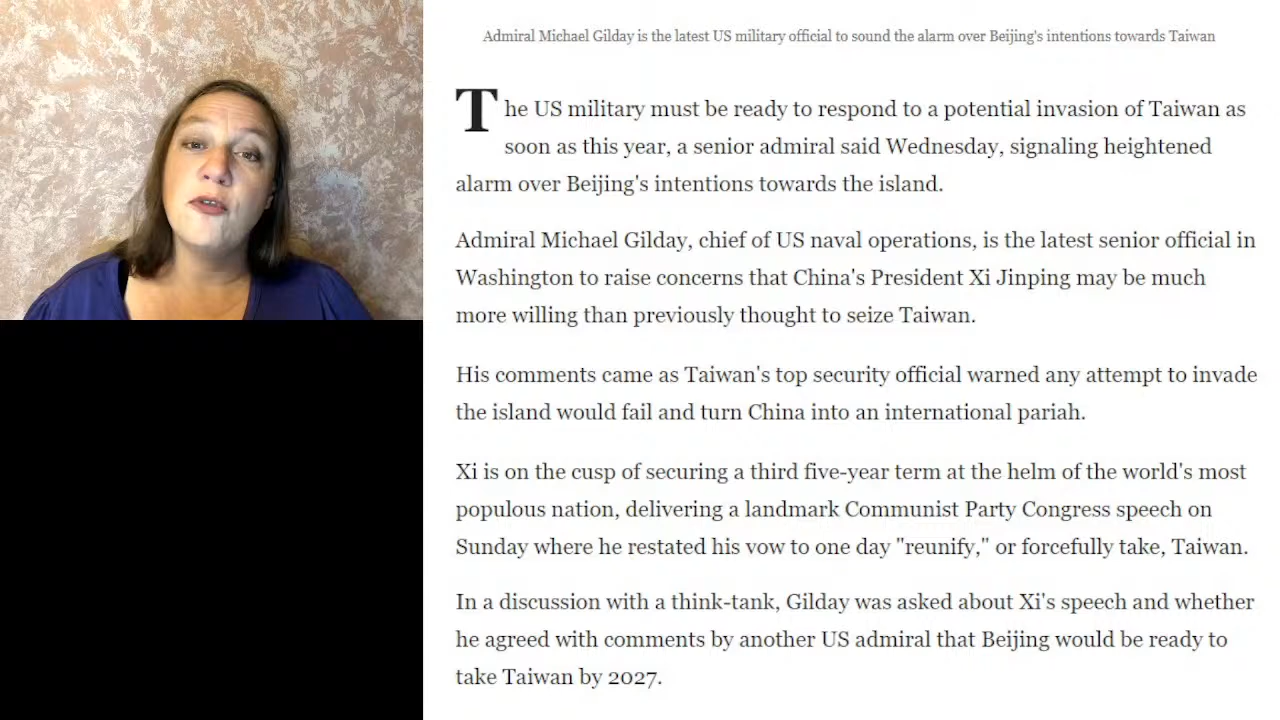 Admiral Michael Gilday is the latest US military official to sound the alarm over Beijing's intentions towards Taiwan
The US military must be ready to respond to a potential invasion of Taiwan as
soon as this year, a senior admiral said Wednesday, signaling heightened
alarm over Beijing's intentions towards the island.
Admiral Michael Gilday, chief of US naval operations, is the latest senior official in
Washington to raise concerns that China's President Xi Jinping may be much
more willing than previously thought to seize Taiwan.
His comments came as Taiwan's top security official warned any attempt to invade
the island would fail and turn China into an international pariah.
Xi is on the cusp of securing a third five-year term at the helm of the world's most
populous nation, delivering a landmark Communist Party Congress speech on
Sunday where he restated his vow to one day "reunify," or forcefully take, Taiwan.
In a discussion with a think-tank, Gilday was asked about Xi's speech and whether
he agreed with comments by another US admiral that Beijing would be ready to
take Taiwan by 2027.